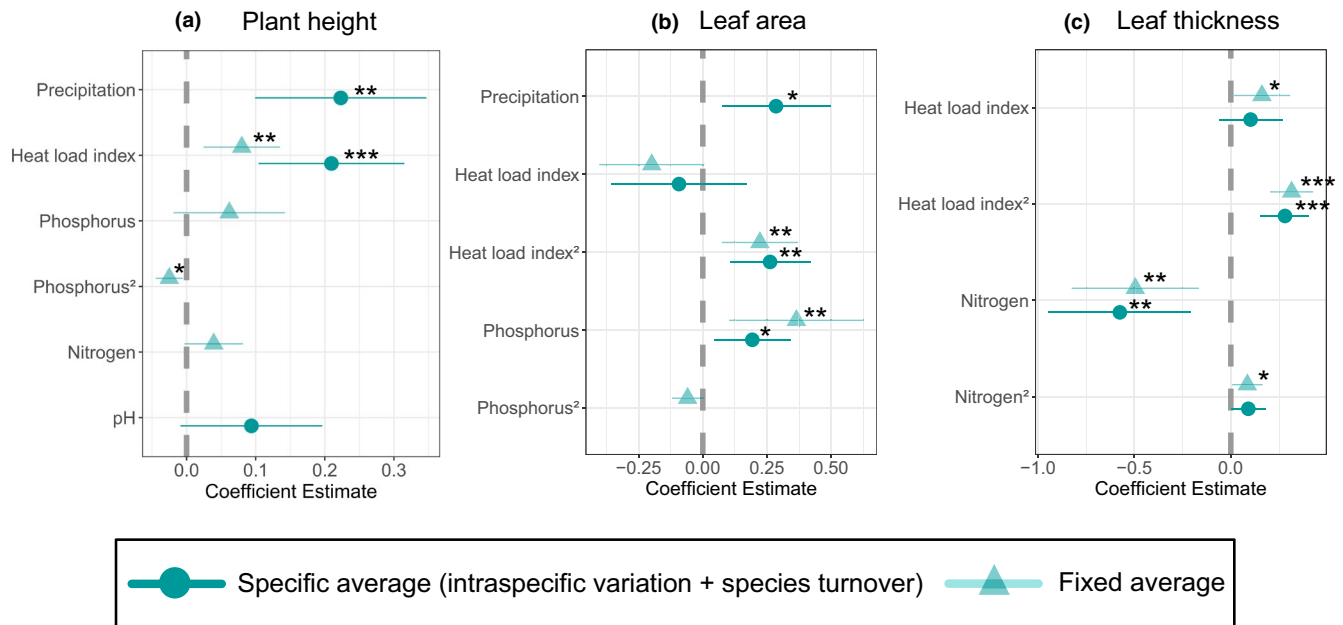 (a) Plant height
Precipitation
**
Heat load index
**
***
Phosphorus
Phosphorus²
*
Nitrogen
pH
0.0 0.1 0.2 0.3
Coefficient Estimate
(b) Leaf area
Precipitation
*
Heat load index
Heat load index²
**
**
Phosphorus
**
*
Phosphorus²
−0.25 0.00 0.25 0.50
Coefficient Estimate
(c) Leaf thickness
Heat load index
*
Heat load index²
***
***
Nitrogen
**
**
Nitrogen²
*
−1.0 −0.5 0.0
Coefficient Estimate
Specific average (intraspecific variation + species turnover) Fixed average